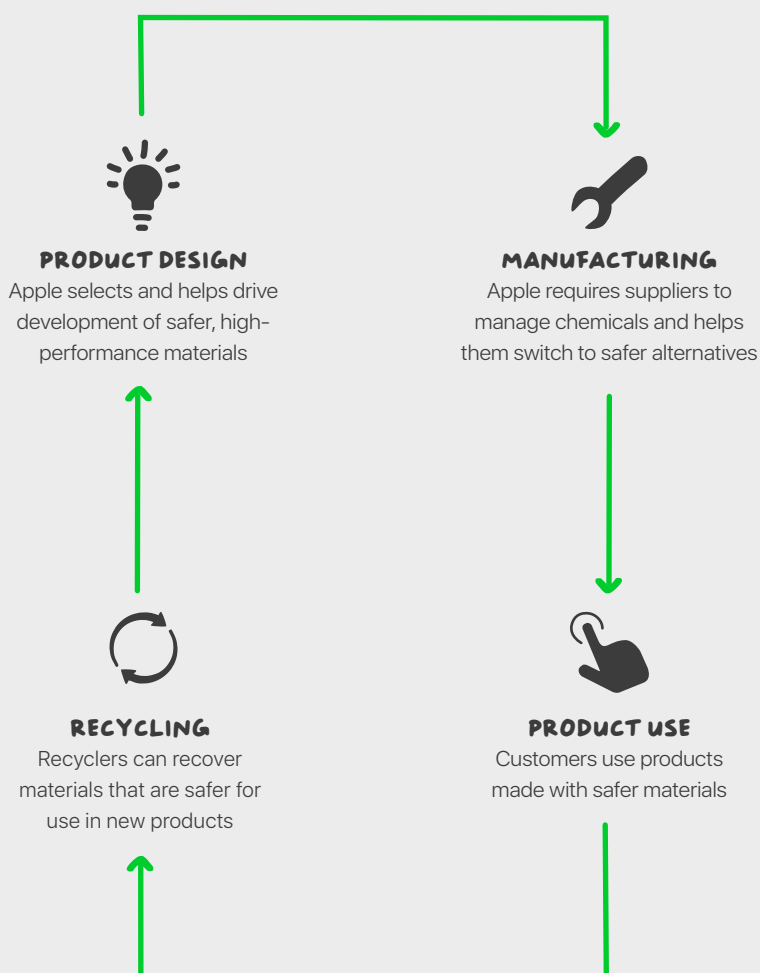 PRODUCT DESIGN
Apple selects and helps drive
development of safer, high-
performance materials
MANUFACTURING
Apple requires suppliers to
manage chemicals and helps
them switch to safer alternatives
RECYCLING
Recyclers can recover
materials that are safer for
use in new products
PRODUCT USE
Customers use products
made with safer materials